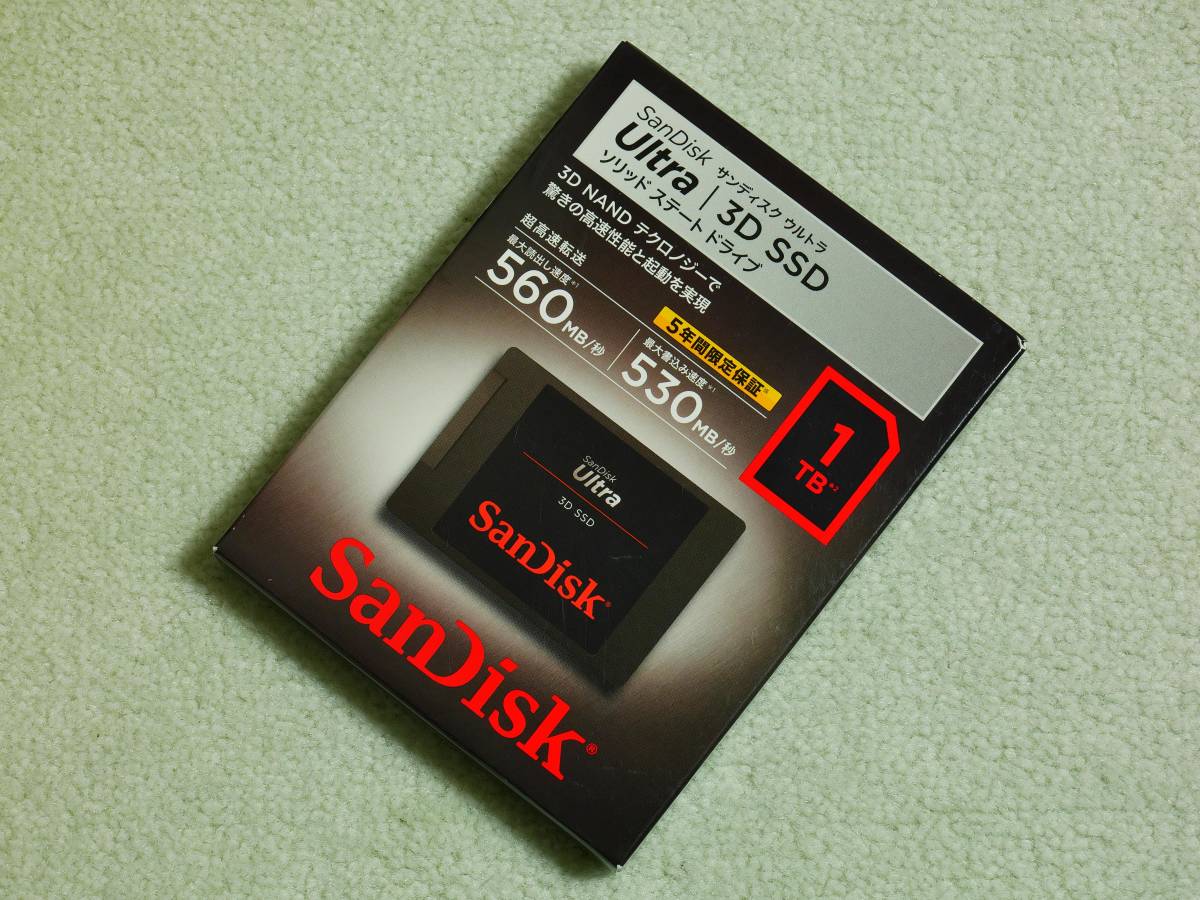 SanDisk サンディスク ウルトラ
Ultra | 3D SSD
ソリッド ステート ドライブ
3D NAND テクロノジーで
驚きの高速性能と起動を実現
超高速転送
最大読出し速度※1
560MB/秒
5年間限定保証※
最大書込み速度※1
530MB/秒
1
TB※2
SanDisk
Ultra
3D SSD
SanDisk®
SanDisk®